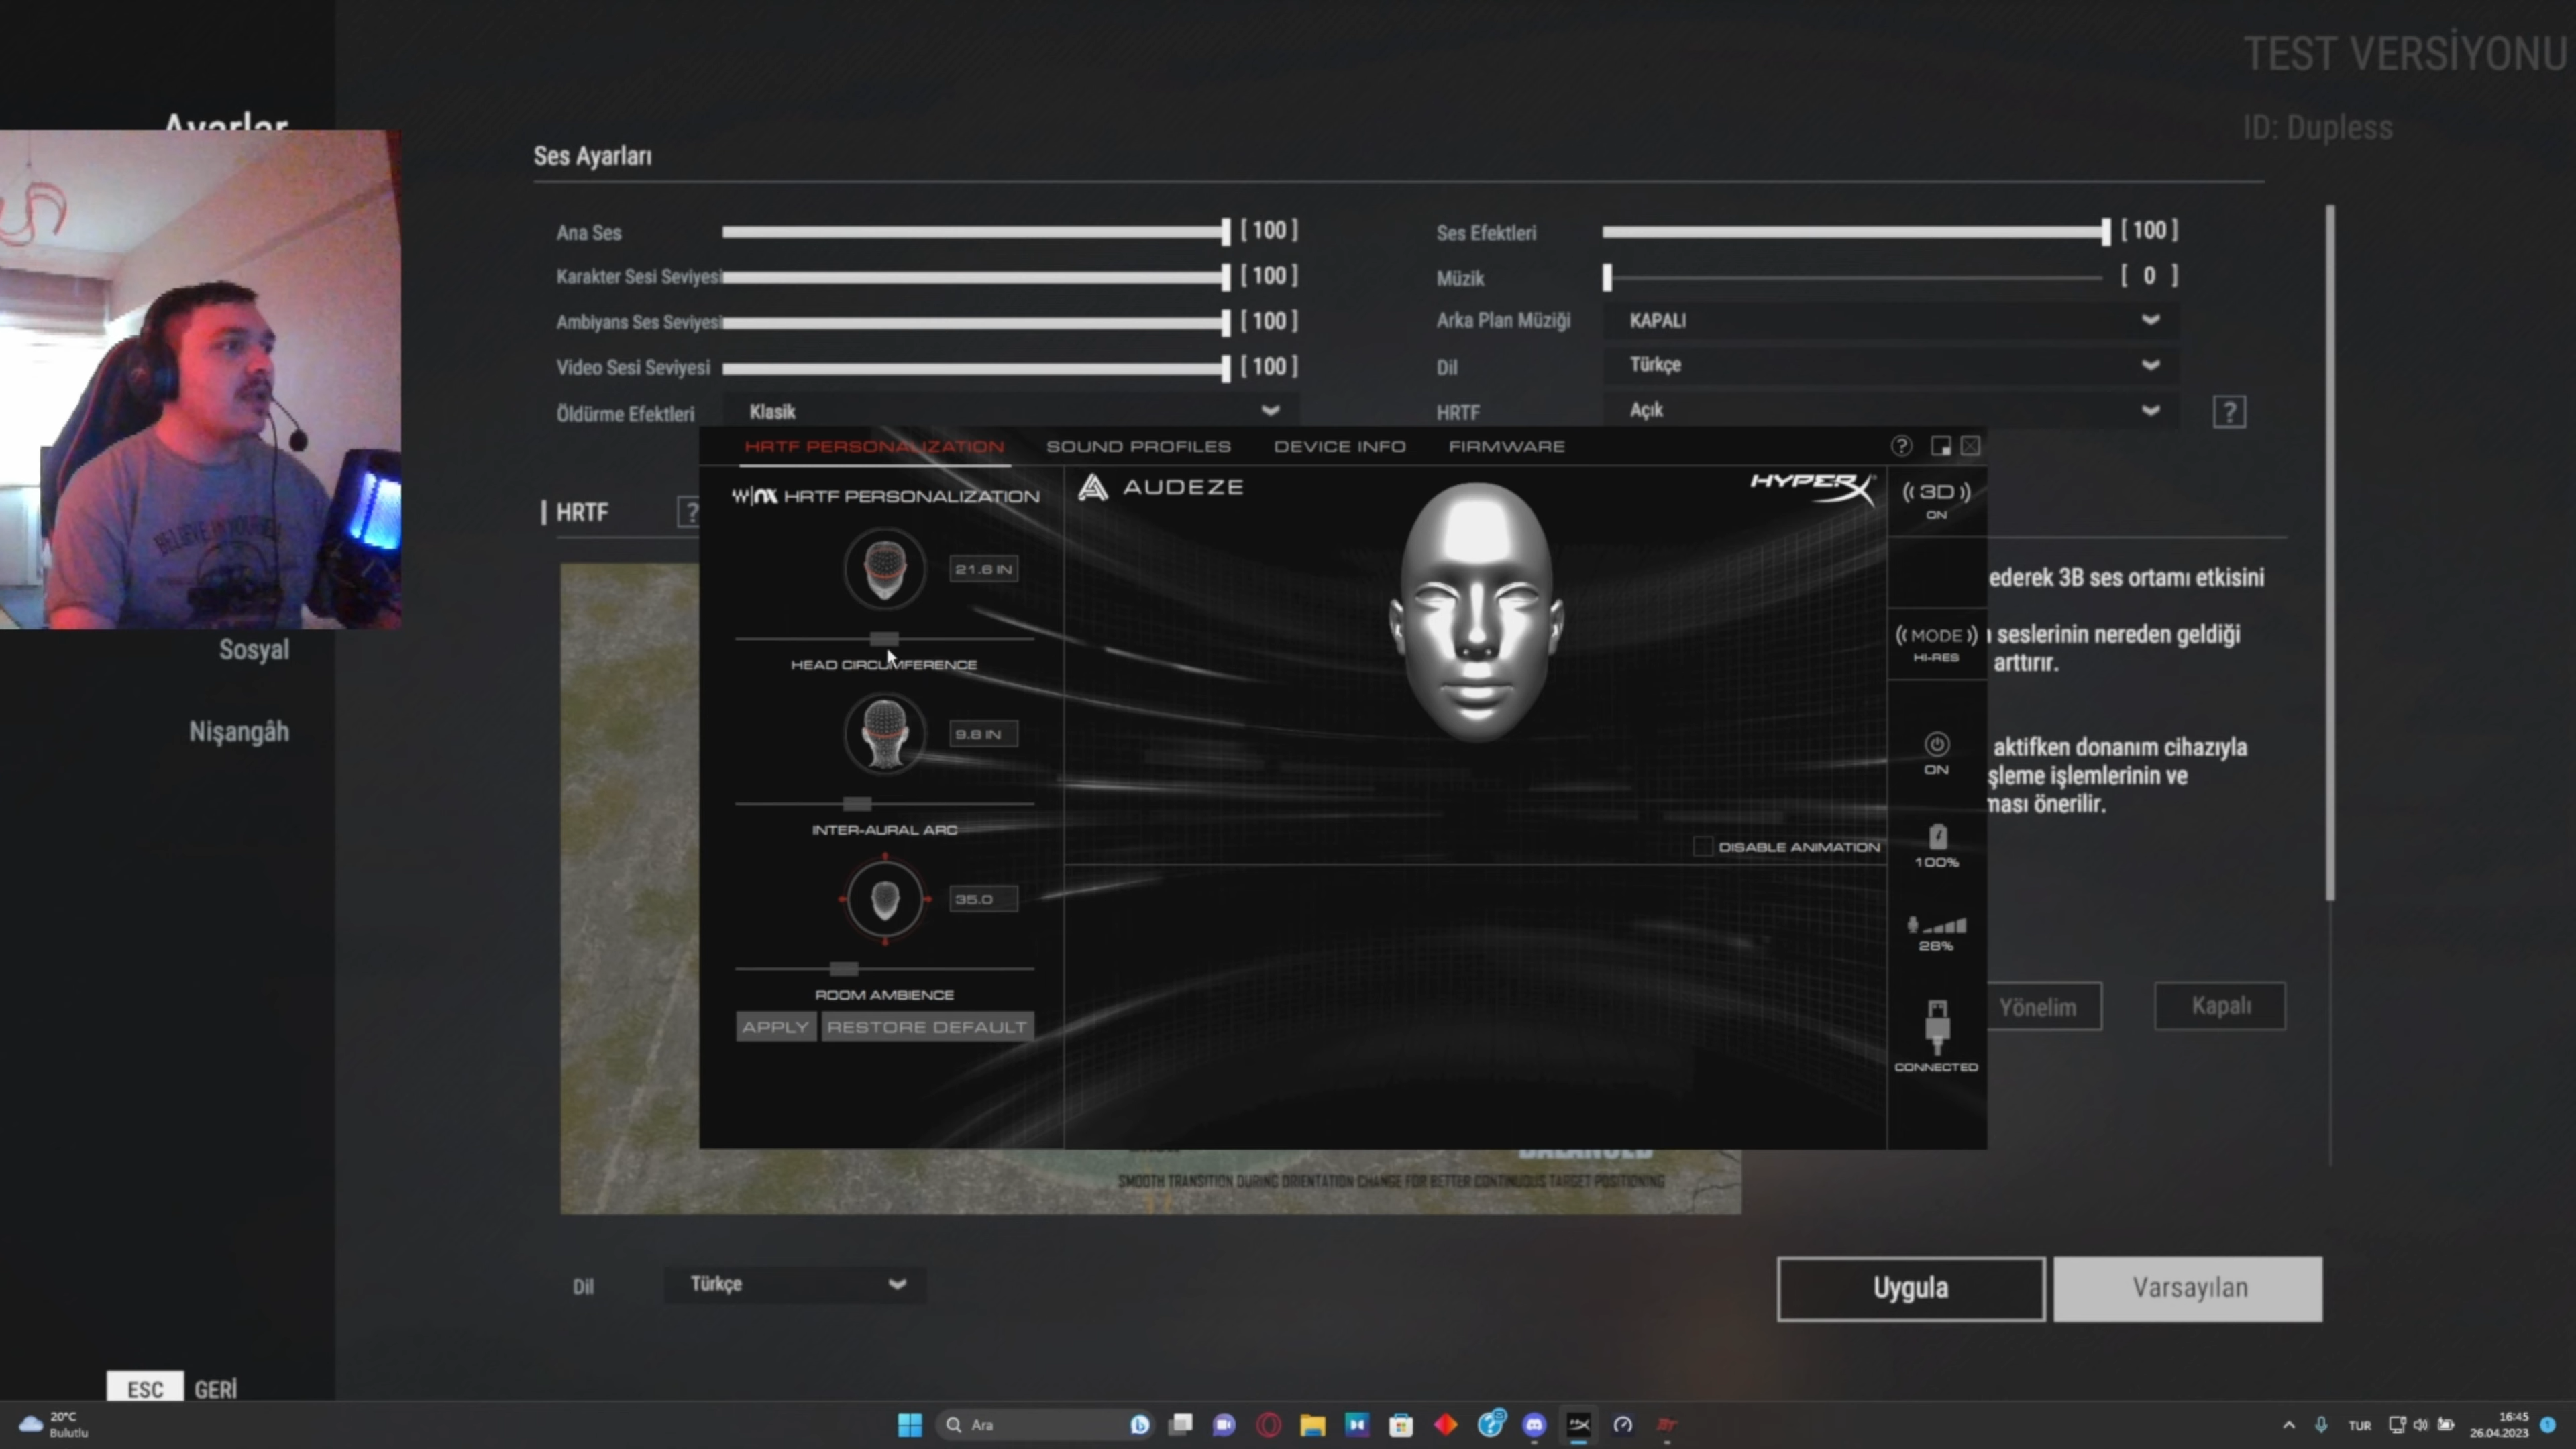 TEST VERSİYONU
ID: Dupless
Ayarlar
Ses Ayarları
Ana Ses [ 100 ]
Karakter Sesi Seviyesi [ 100 ]
Ambiyans Ses Seviyesi [ 100 ]
Video Sesi Seviyesi [ 100 ]
Öldürme Efektleri Klasik
Ses Efektleri [ 100 ]
Müzik [ 0 ]
Arka Plan Müziği KAPALI
Dil Türkçe
HRTF Açık ?
BELIEVE IN YOURSELF
Sosyal
Nişangâh
HRTF ?
HRTF PERSONALIZATION SOUND PROFILES DEVICE INFO FIRMWARE ?
W|NX HRTF PERSONALIZATION
21.6 IN
HEAD CIRCUMFERENCE
9.8 IN
INTER-AURAL ARC
35.0
ROOM AMBIENCE
APPLY RESTORE DEFAULT
AUDEZE
HYPERX
DISABLE ANIMATION
((3D))
ON
((MODE))
HI-RES
ON
100%
28%
CONNECTED
ederek 3B ses ortamı etkisini
seslerinin nereden geldiği
arttırır.
aktifken donanım cihazıyla
şleme işlemlerinin ve
ması önerilir.
Yönelim Kapalı
BALANCED
SMOOTH TRANSITION DURING ORIENTATION CHANGE FOR BETTER CONTINUOUS TARGET POSITIONING
Dil Türkçe
Uygula Varsayılan
ESC GERİ
20°C
Bulutlu
Ara
TUR
16:45
26.04.2023